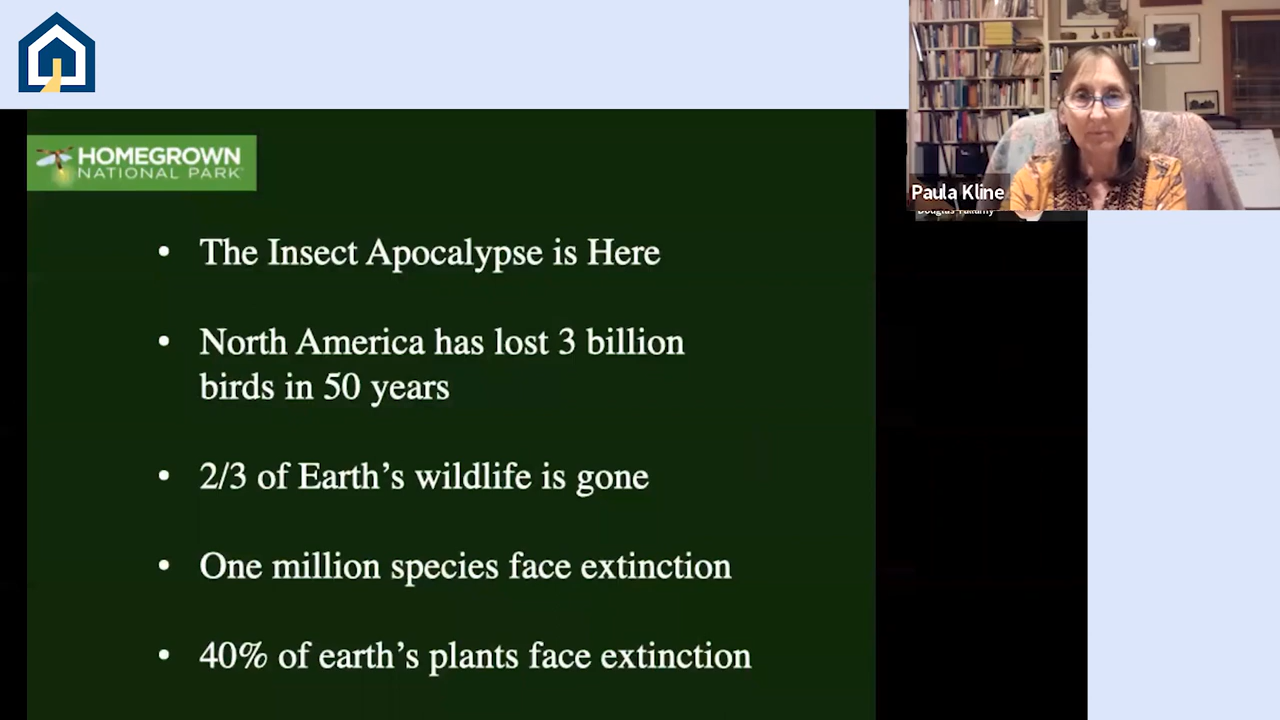 HOMEGROWN
NATIONAL PARK
• The Insect Apocalypse is Here
• North America has lost 3 billion
birds in 50 years
• 2/3 of Earth’s wildlife is gone
• One million species face extinction
• 40% of earth’s plants face extinction
Paula Kline